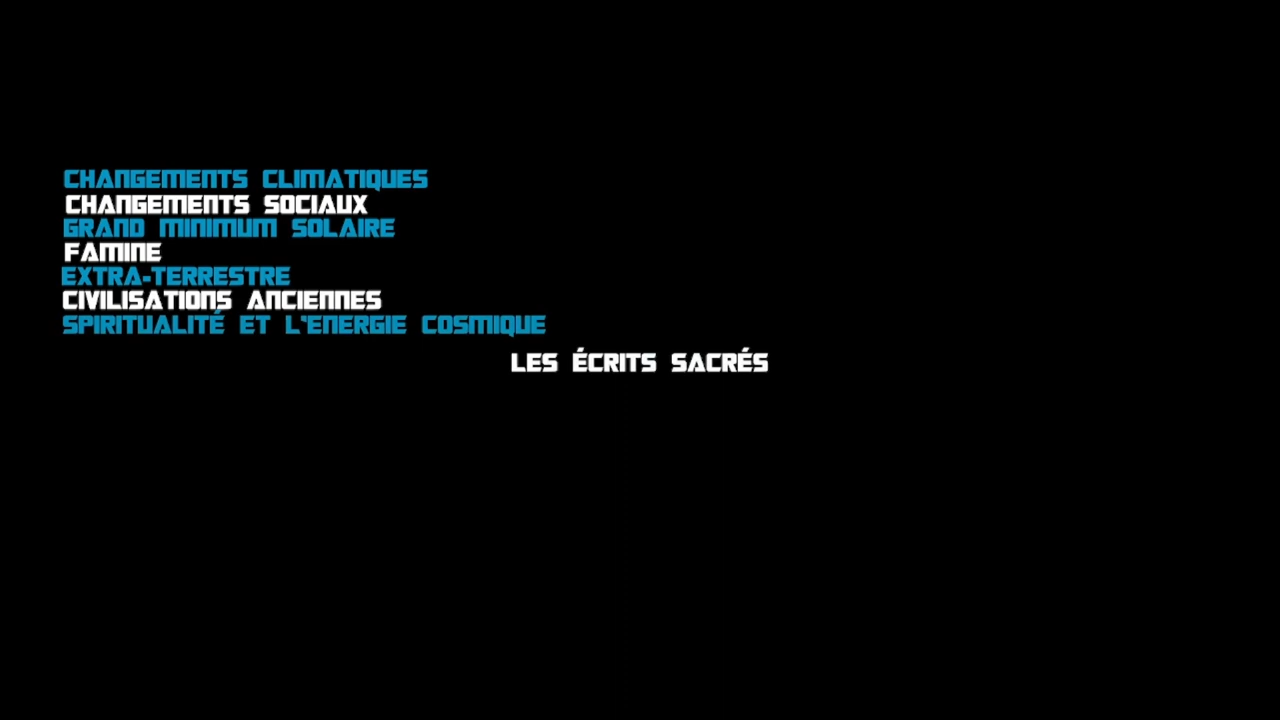 CHANGEMENTS CLIMATIQUES
CHANGEMENTS SOCIAUX
GRAND MINIMUM SOLAIRE
FAMINE
EXTRA-TERRESTRE
CIVILISATIONS ANCIENNES
SPIRITUALITÉ ET L'ENERGIE COSMIQUE
LES ÉCRITS SACRÉS